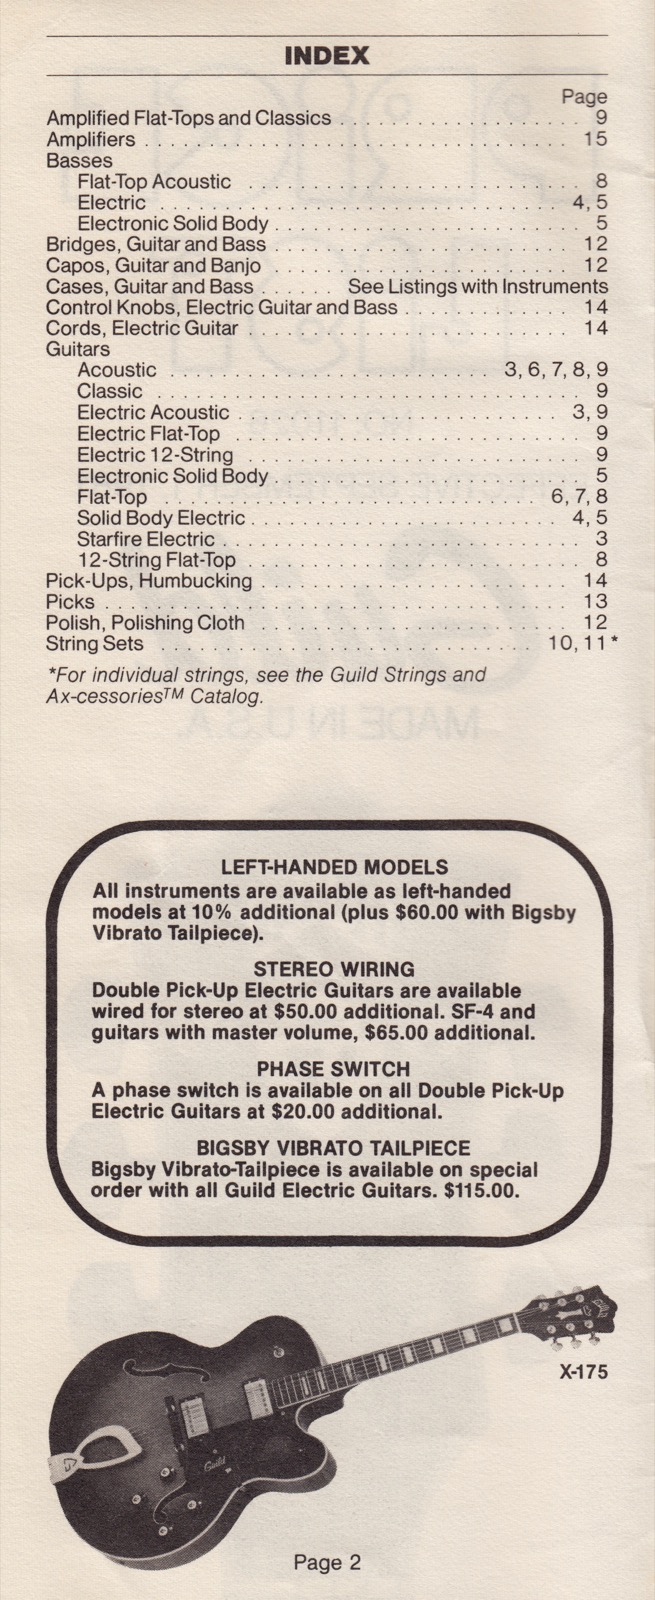 INDEX
Page
Amplified Flat-Tops and Classics . . . . . . . . . . . . . . . . . . 9
Amplifiers . . . . . . . . . . . . . . . . . . 15
Basses
Flat-Top Acoustic . . . . . . . . . . . . . . . . . . 8
Electric . . . . . . . . . . . . . . . . . . 4, 5
Electronic Solid Body . . . . . . . . . . . . . . . . . . 5
Bridges, Guitar and Bass . . . . . . . . . . . . . . . . . . 12
Capos, Guitar and Banjo . . . . . . . . . . . . . . . . . . 12
Cases, Guitar and Bass . . . . . . See Listings with Instruments
Control Knobs, Electric Guitar and Bass . . . . . . . . . . . . . 14
Cords, Electric Guitar . . . . . . . . . . . . . . . . . . 14
Guitars
Acoustic . . . . . . . . . . . . . . . . . . 3, 6, 7, 8, 9
Classic . . . . . . . . . . . . . . . . . . 9
Electric Acoustic . . . . . . . . . . . . . . . . . . 3, 9
Electric Flat-Top . . . . . . . . . . . . . . . . . . 9
Electric 12-String . . . . . . . . . . . . . . . . . . 9
Electronic Solid Body . . . . . . . . . . . . . . . . . . 5
Flat-Top . . . . . . . . . . . . . . . . . . 6, 7, 8
Solid Body Electric . . . . . . . . . . . . . . . . . . 4, 5
Starfire Electric . . . . . . . . . . . . . . . . . . 3
12-String Flat-Top . . . . . . . . . . . . . . . . . . 8
Pick-Ups, Humbucking . . . . . . . . . . . . . . . . . . 14
Picks . . . . . . . . . . . . . . . . . . 13
Polish, Polishing Cloth . . . . . . . . . . . . . . . . . . 12
String Sets . . . . . . . . . . . . . . . . . . 10, 11*
*For individual strings, see the Guild Strings and
Ax-cessories™ Catalog.
LEFT-HANDED MODELS
All instruments are available as left-handed
models at 10% additional (plus $60.00 with Bigsby
Vibrato Tailpiece).
STEREO WIRING
Double Pick-Up Electric Guitars are available
wired for stereo at $50.00 additional. SF-4 and
guitars with master volume, $65.00 additional.
PHASE SWITCH
A phase switch is available on all Double Pick-Up
Electric Guitars at $20.00 additional.
BIGSBY VIBRATO TAILPIECE
Bigsby Vibrato-Tailpiece is available on special
order with all Guild Electric Guitars. $115.00.
X-175
Guild
Page 2